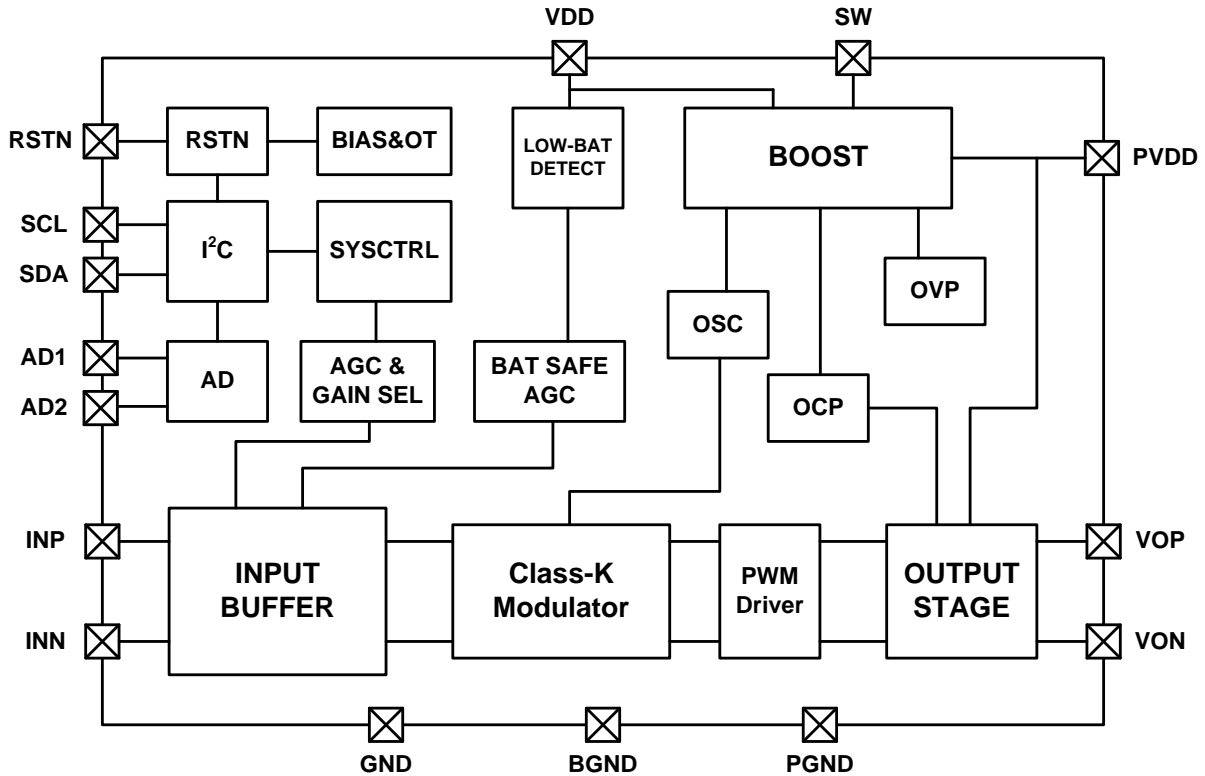 VDD
SW
RSTN
RSTN
BIAS&OT
LOW-BAT
DETECT
BOOST
PVDD
SCL
I²C
SYSCTRL
SDA
OVP
OSC
AD1
AD
AGC &
GAIN SEL
BAT SAFE
AGC
AD2
OCP
INP
INPUT
BUFFER
Class-K
Modulator
PWM
Driver
OUTPUT
STAGE
VOP
INN
VON
GND
BGND
PGND